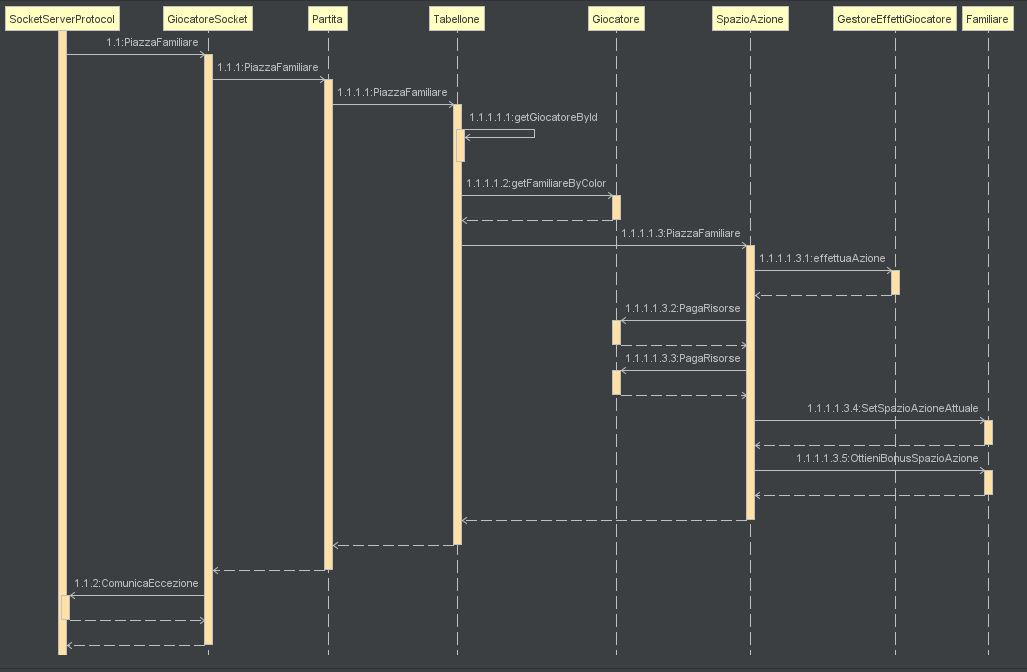 SocketServerProtocol
GiocatoreSocket
Partita
Tabellone
Giocatore
SpazioAzione
GestoreEffettiGiocatore
Familiare
1.1:PiazzaFamiliare
1.1.1:PiazzaFamiliare
1.1.1.1:PiazzaFamiliare
1.1.1.1.1:getGiocatoreById
1.1.1.1.2:getFamiliareByColor
1.1.1.1.3:PiazzaFamiliare
1.1.1.1.3.1:effettuaAzione
1.1.1.1.3.2:PagaRisorse
1.1.1.1.3.3:PagaRisorse
1.1.1.1.3.4:SetSpazioAzioneAttuale
1.1.1.1.3.5:OttieniBonusSpazioAzione
1.1.2:ComunicaEccezione